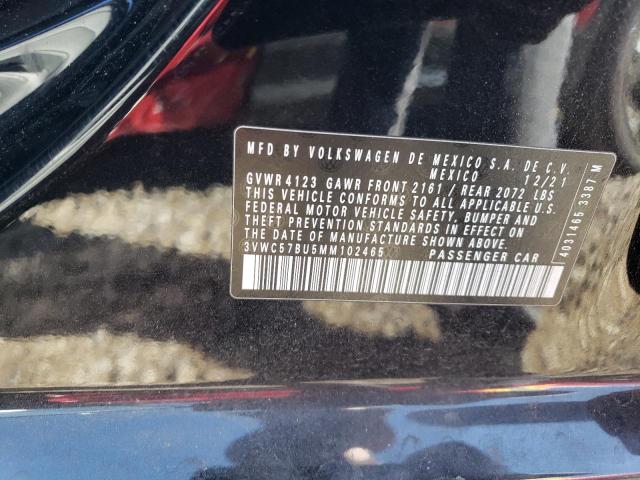 MFD BY VOLKSWAGEN DE MEXICO S.A. DE C.V.
MEXICO 12/21
GVWR 4123 GAWR FRONT 2161 / REAR 2072 LBS
THIS VEHICLE CONFORMS TO ALL APPLICABLE U.S.
FEDERAL MOTOR VEHICLE SAFETY, BUMPER AND
THEFT PREVENTION STANDARDS IN EFFECT ON
THE DATE OF MANUFACTURE SHOWN ABOVE.
3VWC57BU5MM102465 PASSENGER CAR
4031465 3387 M